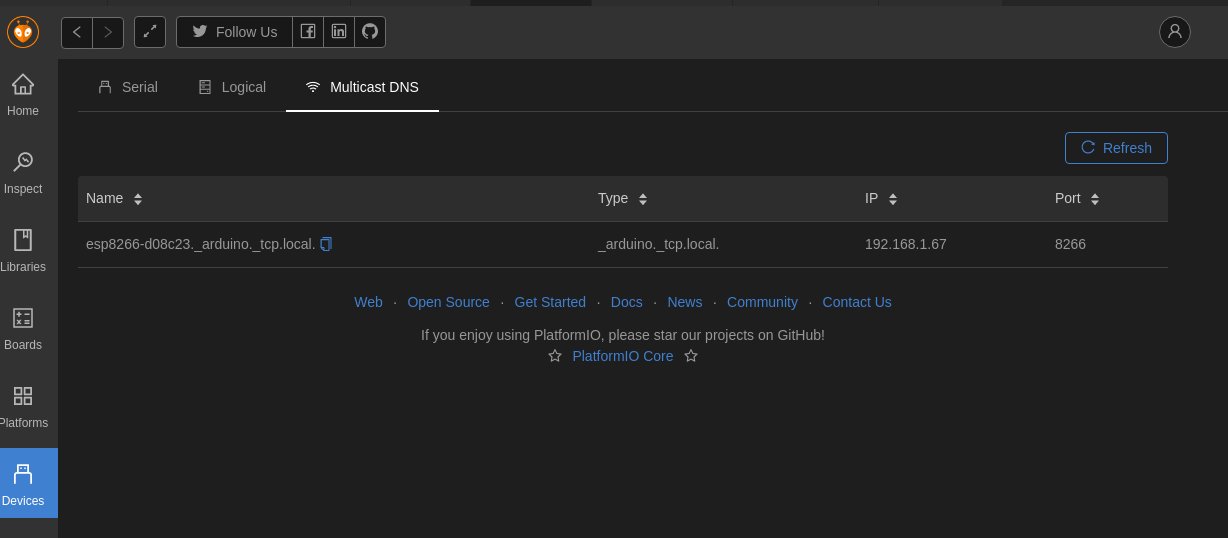 Follow Us
Home
Inspect
Libraries
Boards
Platforms
Devices
Serial Logical Multicast DNS
Refresh
Name Type IP Port
esp8266-d08c23._arduino._tcp.local. _arduino._tcp.local. 192.168.1.67 8266
Web · Open Source · Get Started · Docs · News · Community · Contact Us
If you enjoy using PlatformIO, please star our projects on GitHub!
PlatformIO Core